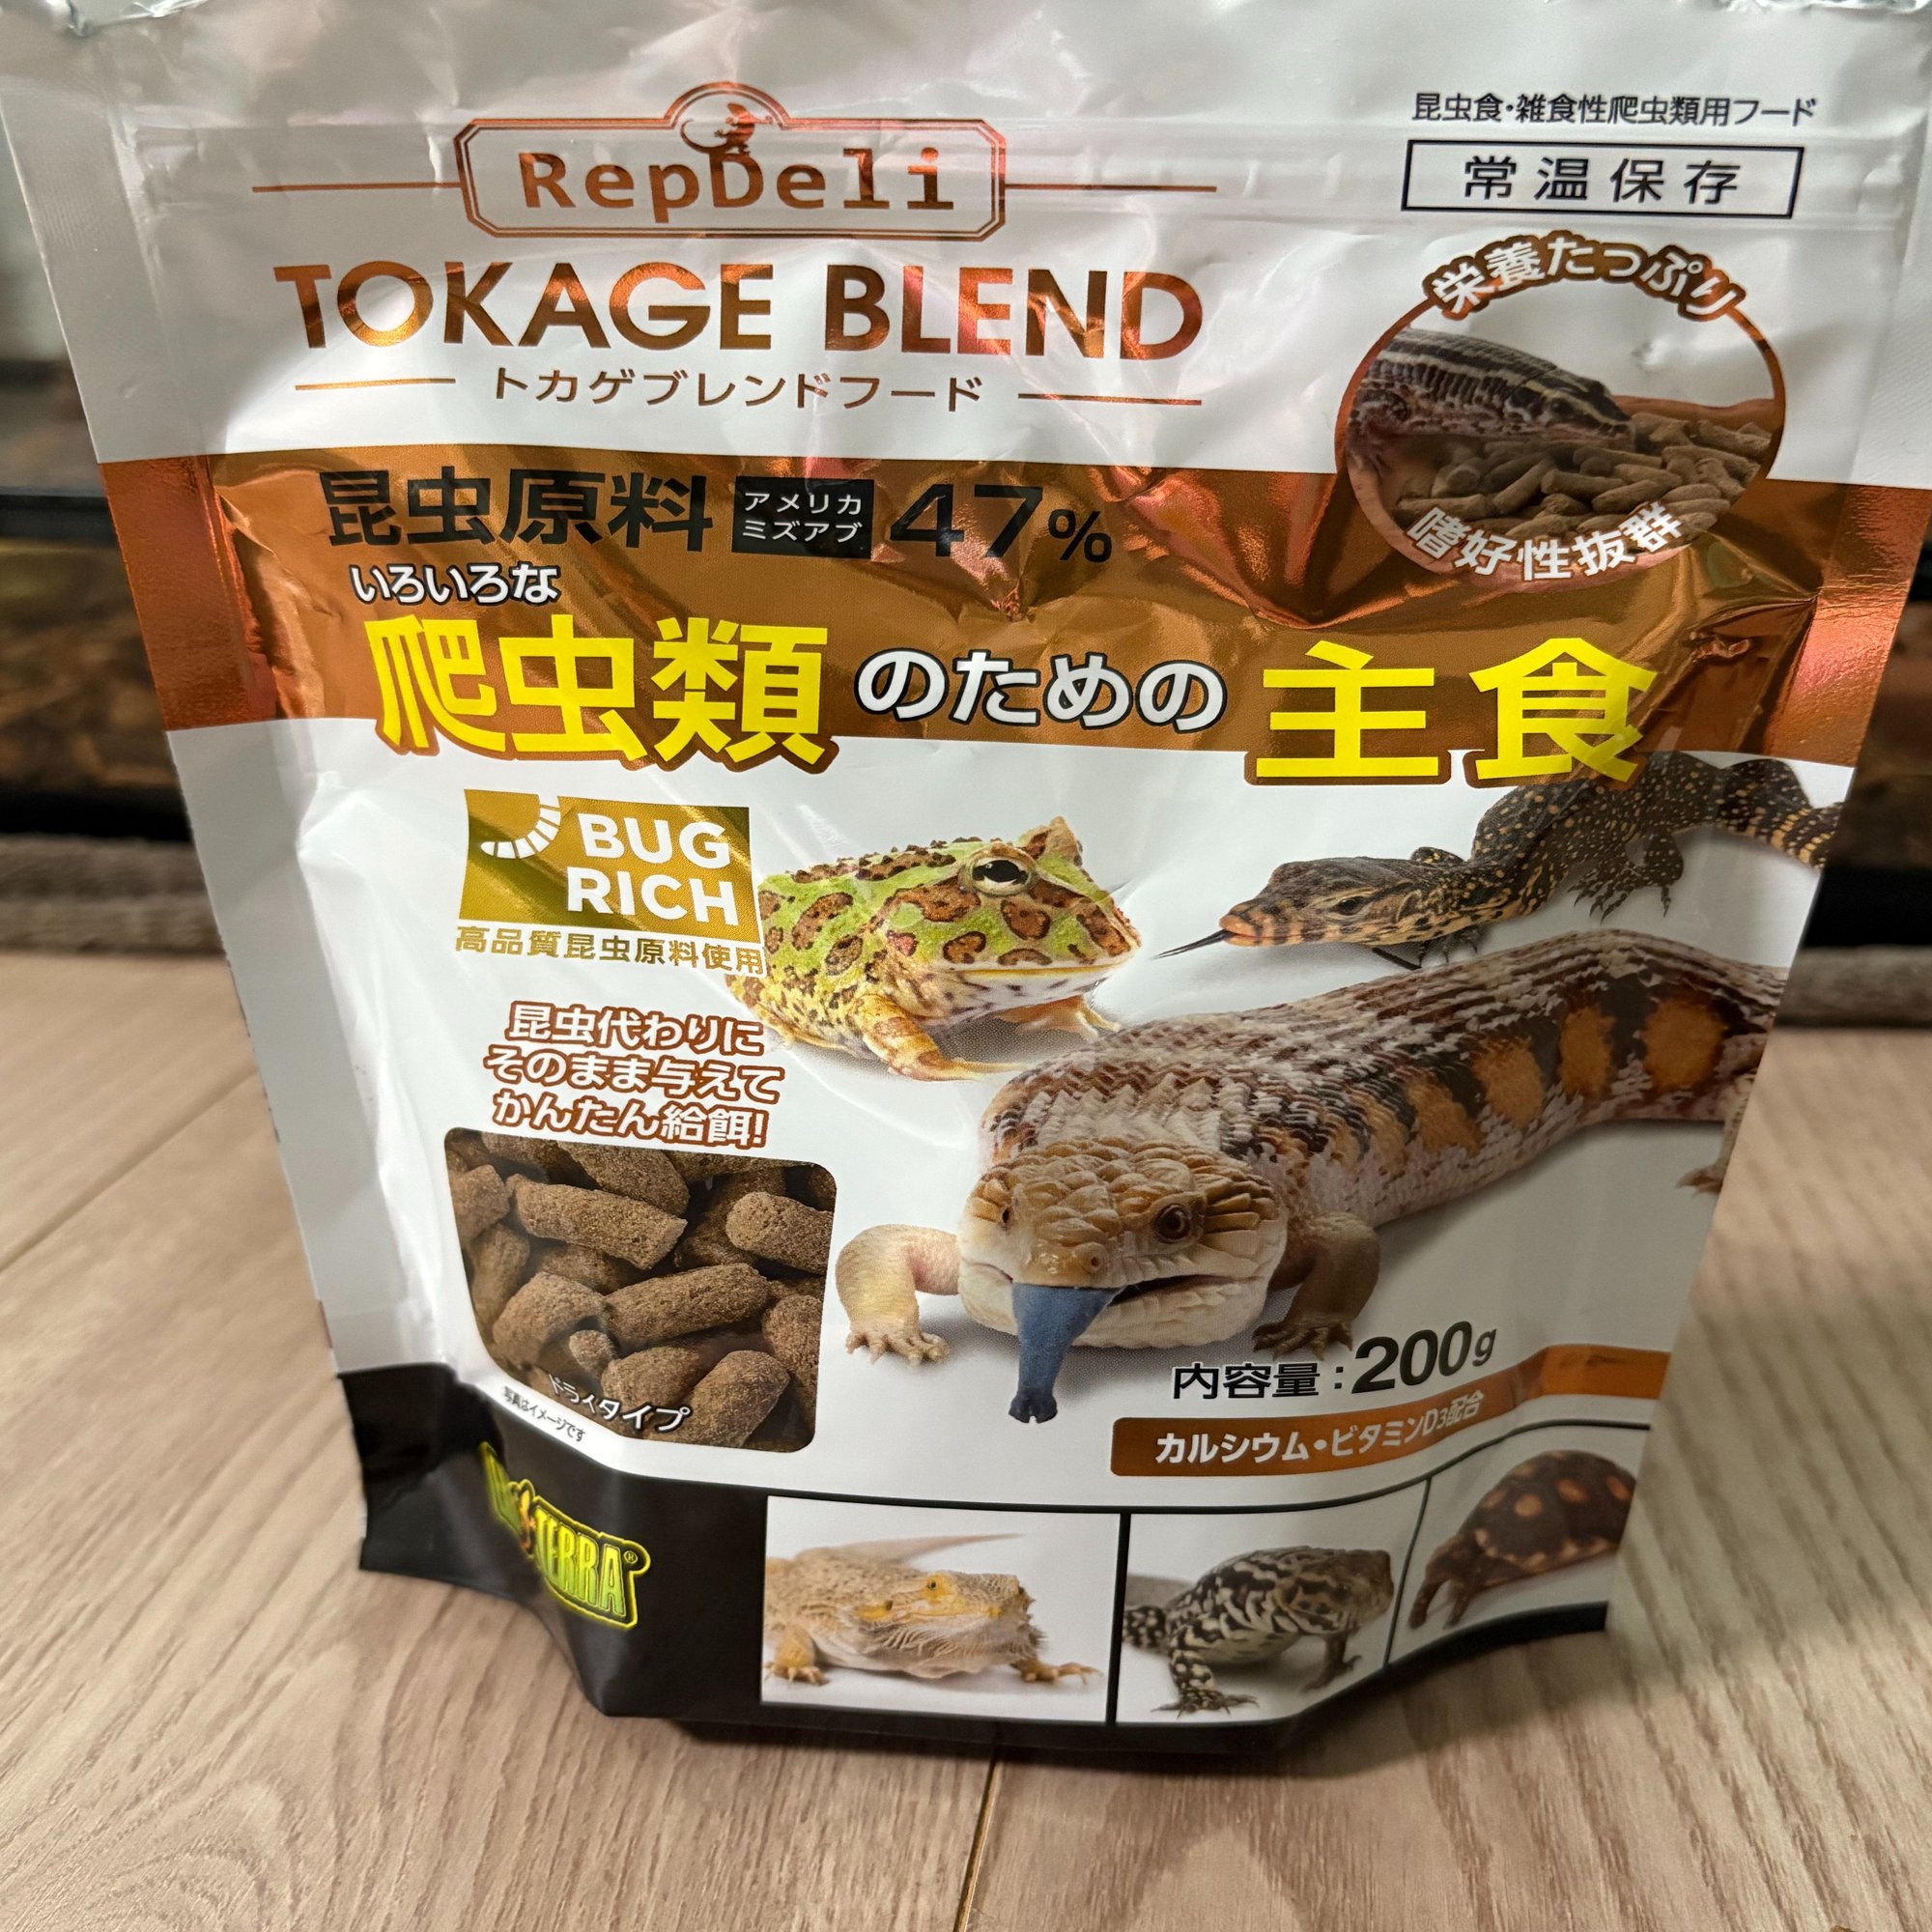 RepDeli
TOKAGE BLEND
トカゲブレンドフード
昆虫食・雑食性爬虫類用フード
常温保存
栄養たっぷり
嗜好性抜群
昆虫原料 アメリカミズアブ 47%
いろいろな
爬虫類のための主食
BUG
RICH
高品質昆虫原料使用
昆虫代わりに
そのまま与えて
かんたん給餌!
ドライタイプ
写真はイメージです
内容量:200g
カルシウム・ビタミンD3配合
TERRA®